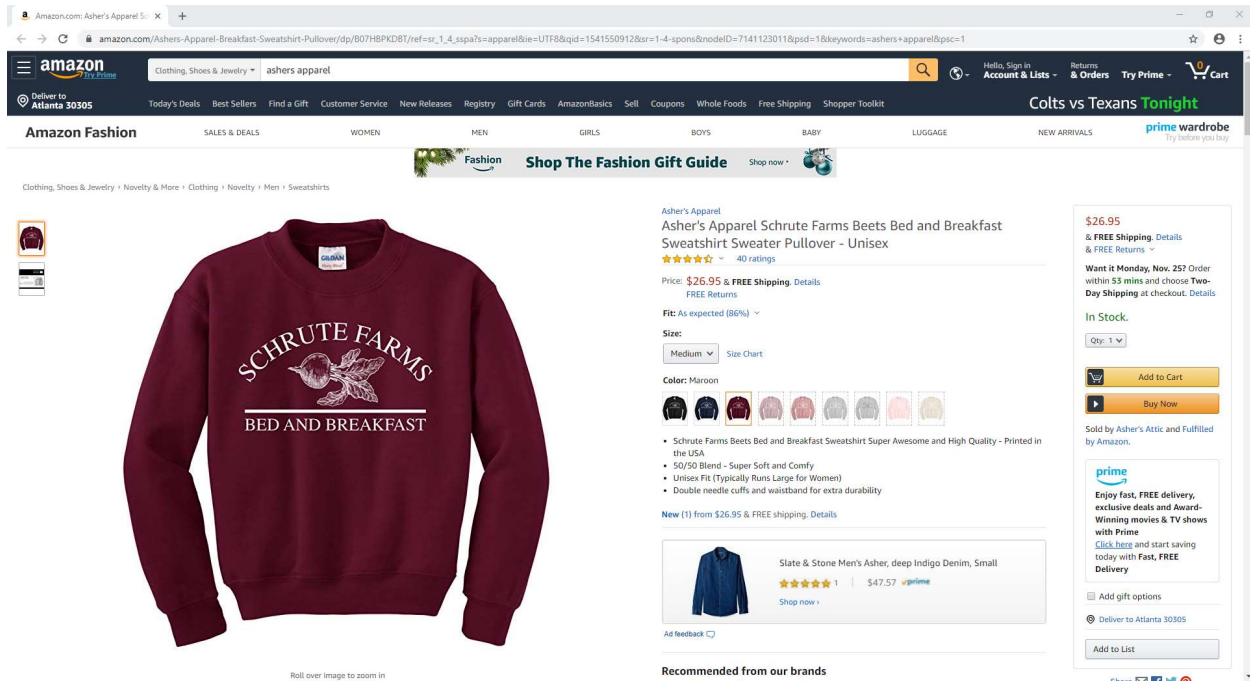 Amazon.com: Asher's Apparel Sc
amazon.com/Ashers-Apparel-Breakfast-Sweatshirt-Pullover/dp/B07H8PKDBT/ref=sr_1_4_sspa?s=apparel&ie=UTF8&qid=1541550912&sr=1-4-spons&nodeID=7141123011&psd=1&keywords=ashers+apparel&psc=1
amazon
Try Prime
Clothing, Shoes & Jewelry
ashers apparel
Hello, Sign in
Account & Lists
Returns
& Orders
Try Prime
0
Cart
Deliver to
Atlanta 30305
Today's Deals Best Sellers Find a Gift Customer Service New Releases Registry Gift Cards AmazonBasics Sell Coupons Whole Foods Free Shipping Shopper Toolkit
Colts vs Texans Tonight
Amazon Fashion SALES & DEALS WOMEN MEN GIRLS BOYS BABY LUGGAGE NEW ARRIVALS
prime wardrobe
Try before you buy
Fashion Shop The Fashion Gift Guide Shop now ›
Clothing, Shoes & Jewelry › Novelty & More › Clothing › Novelty › Men › Sweatshirts
GILDAN
Heavy Blend
SCHRUTE FARMS
BED AND BREAKFAST
Roll over image to zoom in
Asher's Apparel
Asher's Apparel Schrute Farms Beets Bed and Breakfast
Sweatshirt Sweater Pullover - Unisex
40 ratings
Price: $26.95 & FREE Shipping. Details
FREE Returns
Fit: As expected (86%)
Size:
Medium Size Chart
Color: Maroon
• Schrute Farms Beets Bed and Breakfast Sweatshirt Super Awesome and High Quality - Printed in
the USA
• 50/50 Blend - Super Soft and Comfy
• Unisex Fit (Typically Runs Large for Women)
• Double needle cuffs and waistband for extra durability
New (1) from $26.95 & FREE shipping. Details
Slate & Stone Men's Asher, deep Indigo Denim, Small
1 | $47.57 prime
Shop now ›
Ad feedback
Recommended from our brands
$26.95
& FREE Shipping. Details
& FREE Returns
Want it Monday, Nov. 25? Order
within 53 mins and choose Two-
Day Shipping at checkout. Details
In Stock.
Qty: 1
Add to Cart
Buy Now
Sold by Asher's Attic and Fulfilled
by Amazon.
prime
Enjoy fast, FREE delivery,
exclusive deals and Award-
Winning movies & TV shows
with Prime
Click here and start saving
today with Fast, FREE
Delivery
Add gift options
Deliver to Atlanta 30305
Add to List
Share